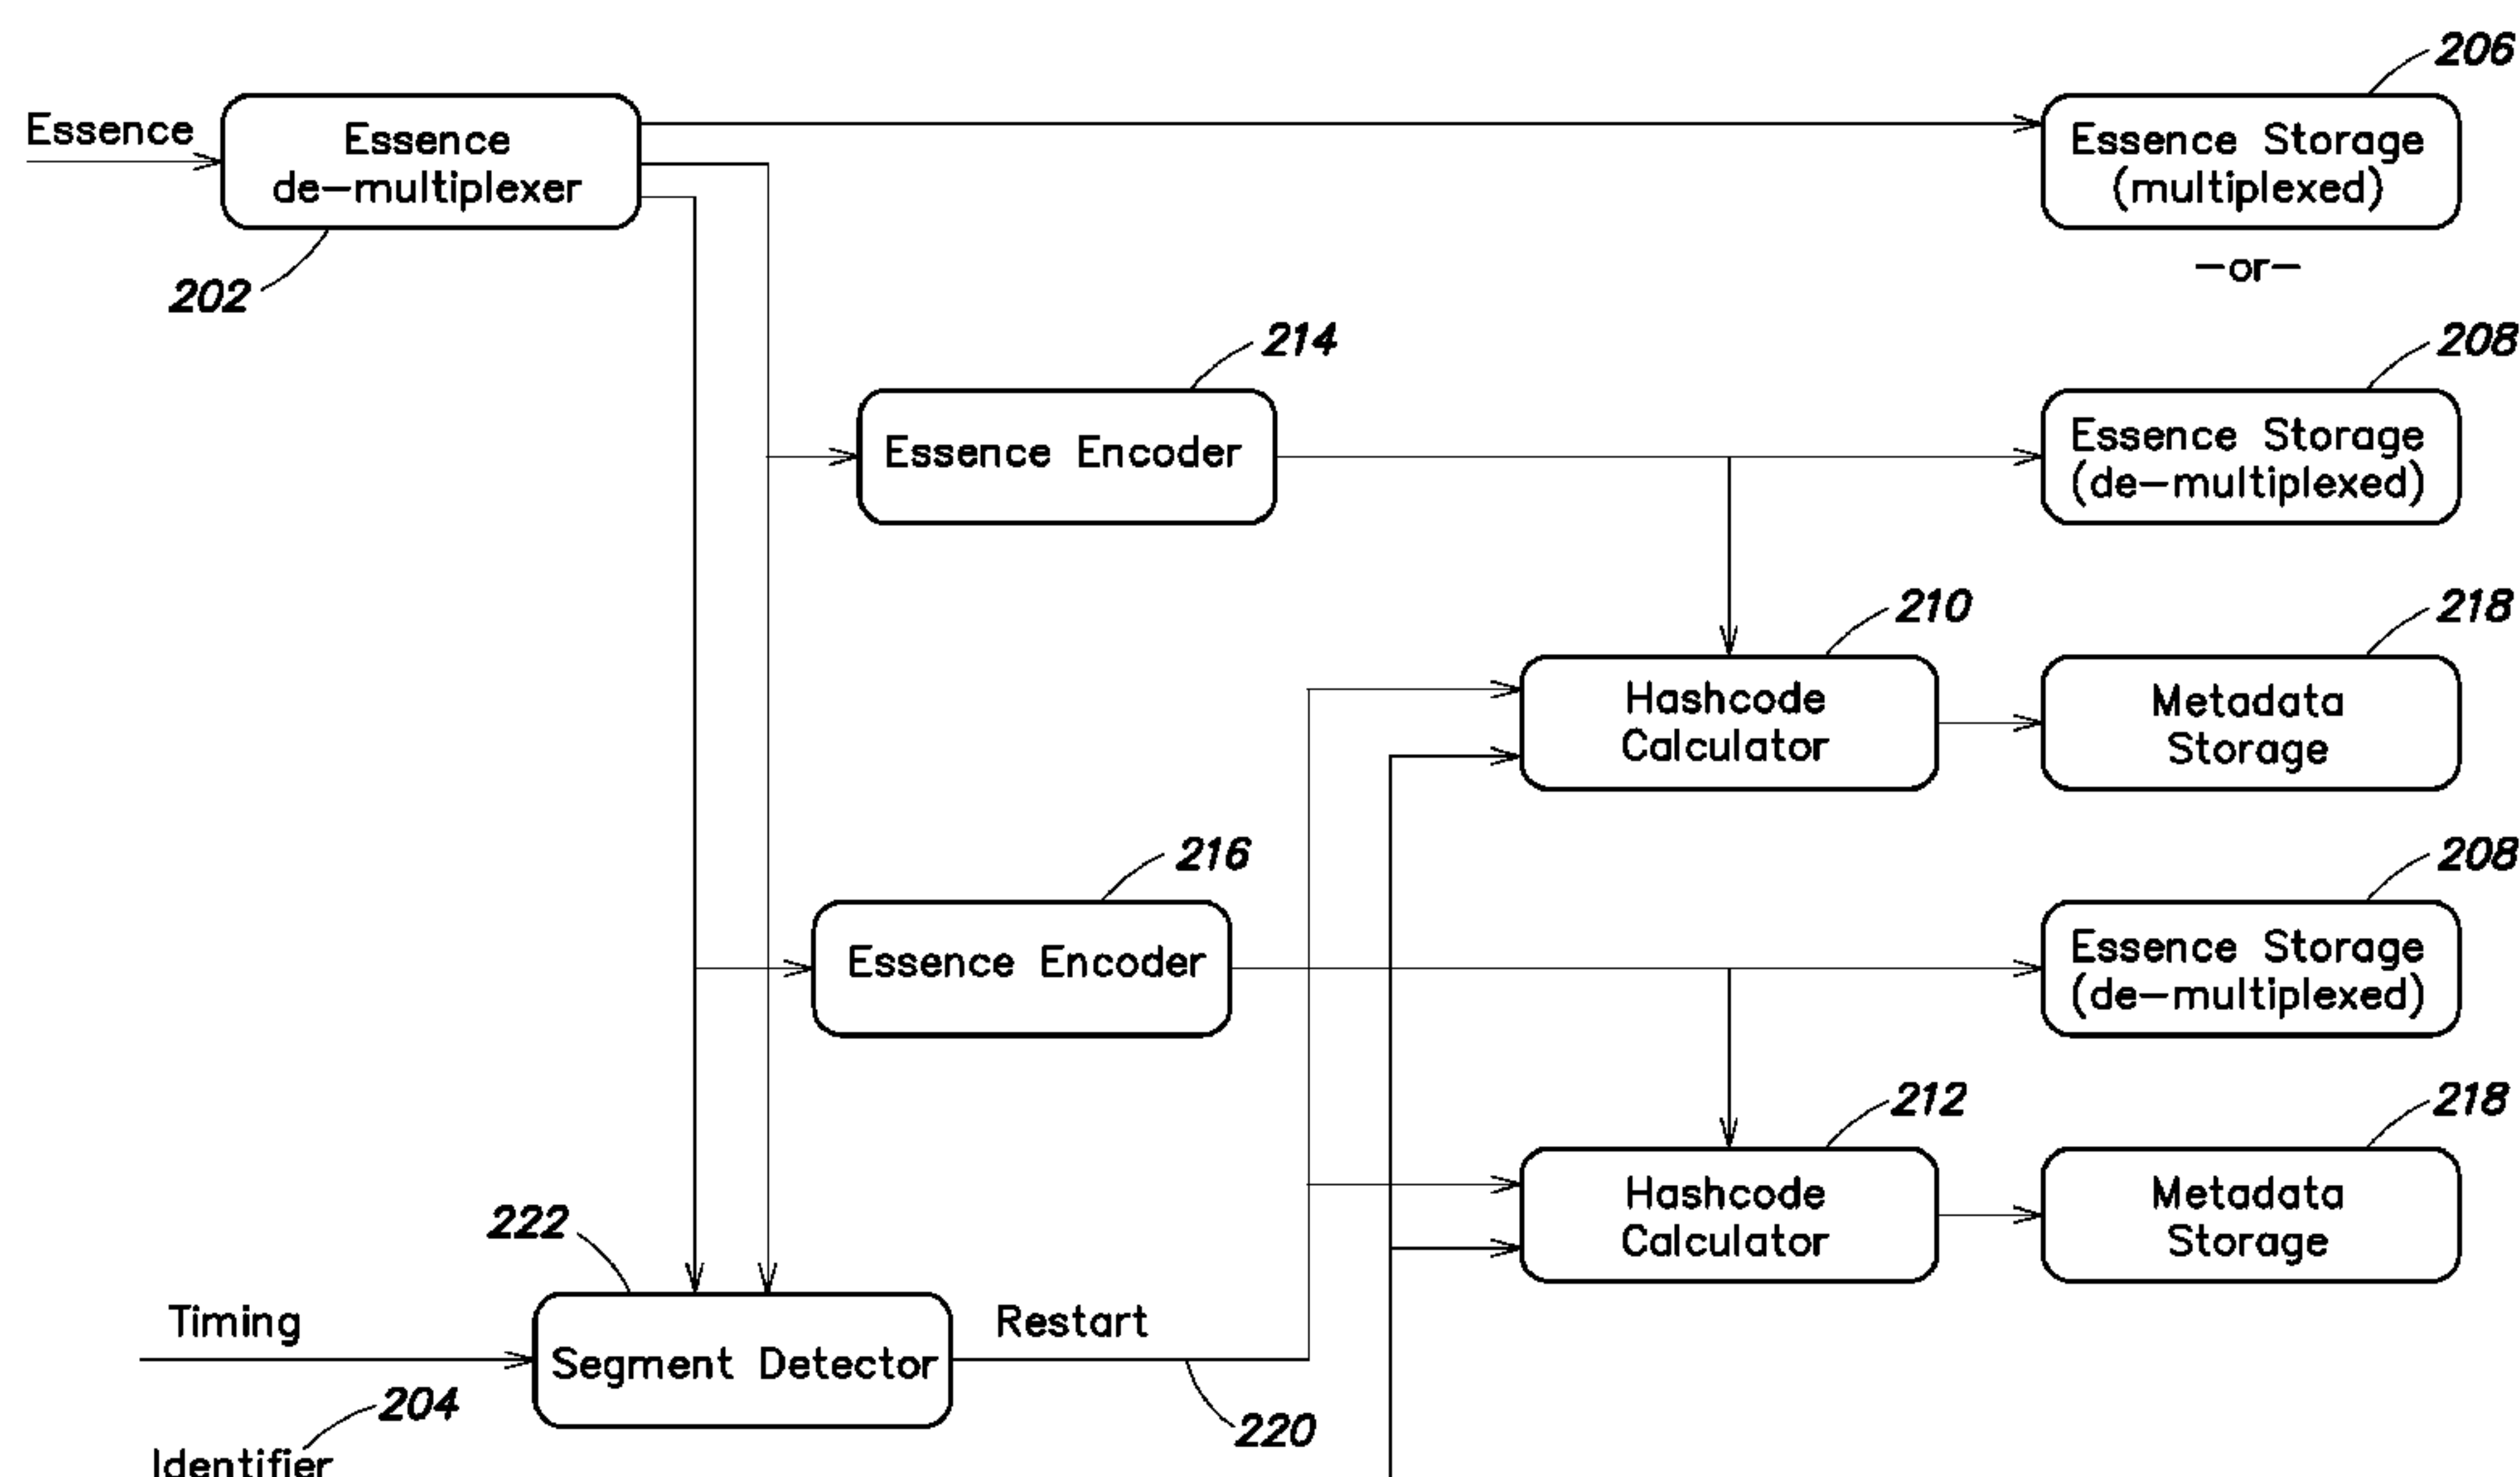 206
Essence
Essence
de-multiplexer
Essence Storage
(multiplexed)
202
-or-
214
208
Essence Encoder
Essence Storage
(de-multiplexed)
210
218
Hashcode
Calculator
Metadata
Storage
216
208
Essence Encoder
Essence Storage
(de-multiplexed)
212
218
Hashcode
Calculator
Metadata
Storage
222
Timing
Segment Detector
Restart
204
220
Identifier